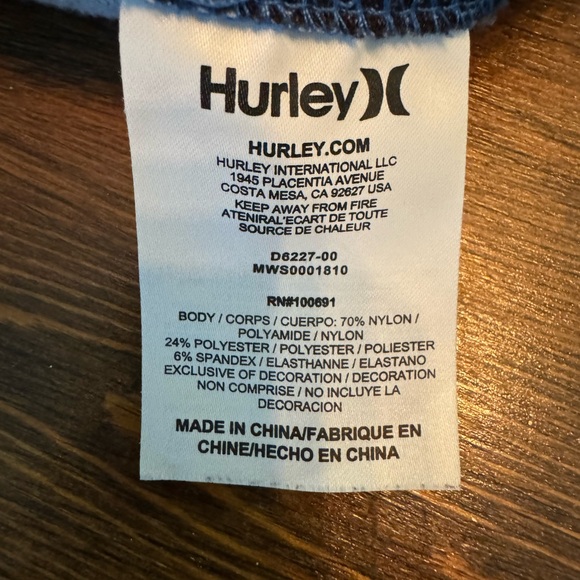 Hurley
HURLEY.COM
HURLEY INTERNATIONAL LLC
1945 PLACENTIA AVENUE
COSTA MESA, CA 92627 USA
KEEP AWAY FROM FIRE
ATENIRAL'ECART DE TOUTE
SOURCE DE CHALEUR
D6227-00
MWS0001810
RN#100691
BODY / CORPS / CUERPO: 70% NYLON /
POLYAMIDE / NYLON
24% POLYESTER / POLYESTER / POLIESTER
6% SPANDEX / ELASTHANNE / ELASTANO
EXCLUSIVE OF DECORATION / DECORATION
NON COMPRISE / NO INCLUYE LA
DECORACION
MADE IN CHINA/FABRIQUE EN
CHINE/HECHO EN CHINA